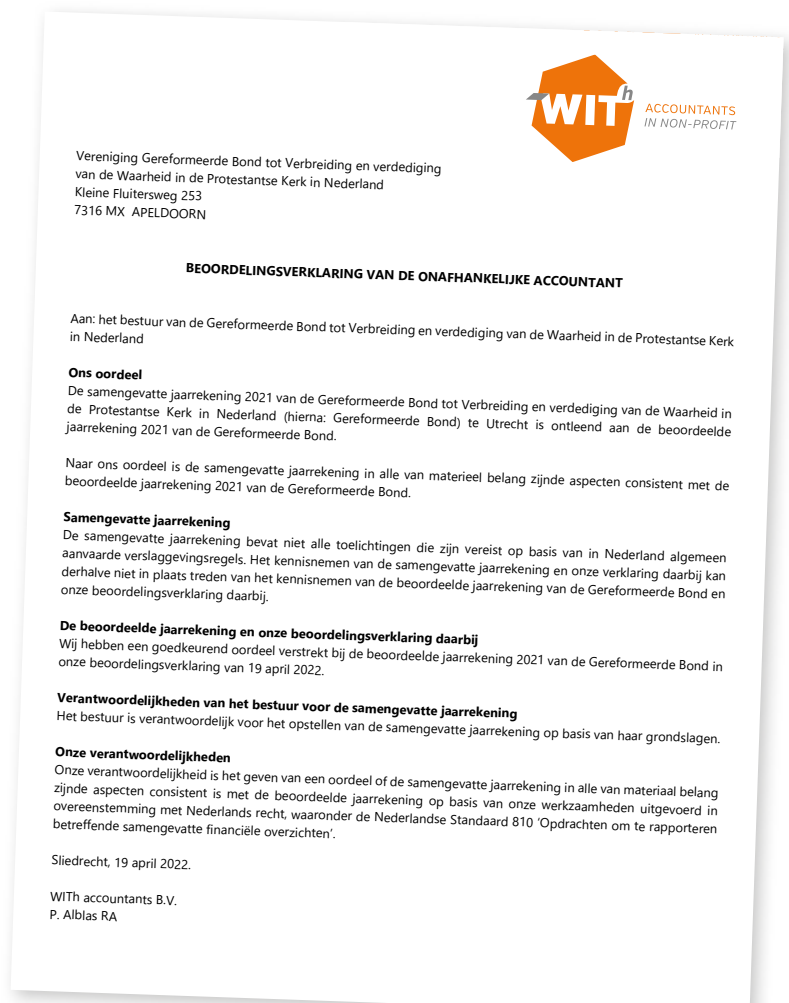 WITh
ACCOUNTANTS
IN NON-PROFIT
Vereniging Gereformeerde Bond tot Verbreiding en verdediging
van de Waarheid in de Protestantse Kerk in Nederland
Kleine Fluitersweg 253
7316 MX APELDOORN
BEOORDELINGSVERKLARING VAN DE ONAFHANKELIJKE ACCOUNTANT
Aan: het bestuur van de Gereformeerde Bond tot Verbreiding en verdediging van de Waarheid in de Protestantse Kerk
in Nederland
Ons oordeel
De samengevatte jaarrekening 2021 van de Gereformeerde Bond tot Verbreiding en verdediging van de Waarheid in
de Protestantse Kerk in Nederland (hierna: Gereformeerde Bond) te Utrecht is ontleend aan de beoordeelde
jaarrekening 2021 van de Gereformeerde Bond.
Naar ons oordeel is de samengevatte jaarrekening in alle van materieel belang zijnde aspecten consistent met de
beoordeelde jaarrekening 2021 van de Gereformeerde Bond.
Samengevatte jaarrekening
De samengevatte jaarrekening bevat niet alle toelichtingen die zijn vereist op basis van in Nederland algemeen
aanvaarde verslaggevingsregels. Het kennisnemen van de samengevatte jaarrekening en onze verklaring daarbij kan
derhalve niet in plaats treden van het kennisnemen van de beoordeelde jaarrekening van de Gereformeerde Bond en
onze beoordelingsverklaring daarbij.
De beoordeelde jaarrekening en onze beoordelingsverklaring daarbij
Wij hebben een goedkeurend oordeel verstrekt bij de beoordeelde jaarrekening 2021 van de Gereformeerde Bond in
onze beoordelingsverklaring van 19 april 2022.
Verantwoordelijkheden van het bestuur voor de samengevatte jaarrekening
Het bestuur is verantwoordelijk voor het opstellen van de samengevatte jaarrekening op basis van haar grondslagen.
Onze verantwoordelijkheden
Onze verantwoordelijkheid is het geven van een oordeel of de samengevatte jaarrekening in alle van materiaal belang
zijnde aspecten consistent is met de beoordeelde jaarrekening op basis van onze werkzaamheden uitgevoerd in
overeenstemming met Nederlands recht, waaronder de Nederlandse Standaard 810 ‘Opdrachten om te rapporteren
betreffende samengevatte financiële overzichten’.
Sliedrecht, 19 april 2022.
WITh accountants B.V.
P. Alblas RA